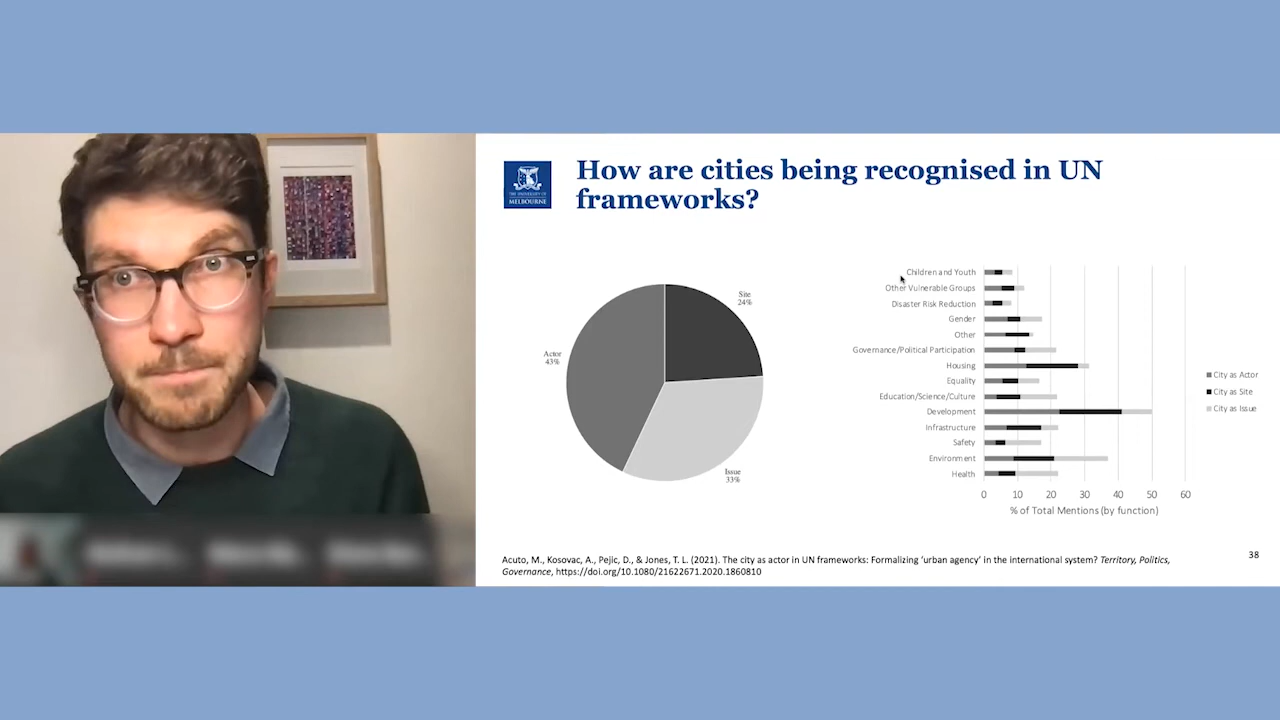 How are cities being recognised in UN
frameworks?
THE UNIVERSITY OF
MELBOURNE
Site
24%
Actor
43%
Issue
33%
Children and Youth
Other Vulnerable Groups
Disaster Risk Reduction
Gender
Other
Governance/Political Participation
Housing
Equality
Education/Science/Culture
Development
Infrastructure
Safety
Environment
Health
0 10 20 30 40 50 60
% of Total Mentions (by function)
City as Actor
City as Site
City as Issue
38
Acuto, M., Kosovac, A., Pejic, D., & Jones, T. L. (2021). The city as actor in UN frameworks: Formalizing ‘urban agency’ in the international system? Territory, Politics,
Governance, https://doi.org/10.1080/21622671.2020.1860810